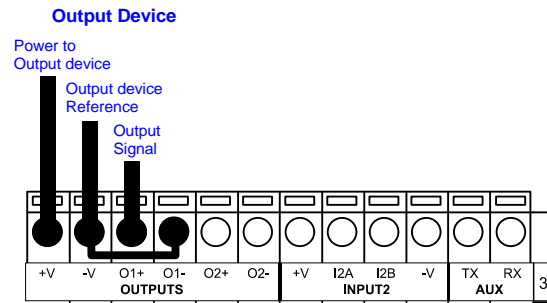 Output Device
Power to
Output device
Output device
Reference
Output
Signal
+V -V O1+ O1- O2+ O2- +V I2A I2B -V TX RX
OUTPUTS INPUT2 AUX
3